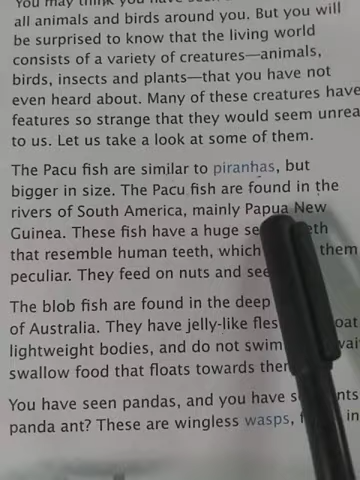 You may think you have
all animals and birds around you. But you will
be surprised to know that the living world
consists of a variety of creatures—animals,
birds, insects and plants—that you have not
even heard about. Many of these creatures have
features so strange that they would seem unrea
to us. Let us take a look at some of them.
The Pacu fish are similar to piranhas, but
bigger in size. The Pacu fish are found in the
rivers of South America, mainly Papua New
Guinea. These fish have a huge se eth
that resemble human teeth, which them
peculiar. They feed on nuts and see
The blob fish are found in the deep
of Australia. They have jelly-like fles oat
lightweight bodies, and do not swim wai
swallow food that floats towards the
You have seen pandas, and you have s nts
panda ant? These are wingless wasps, in